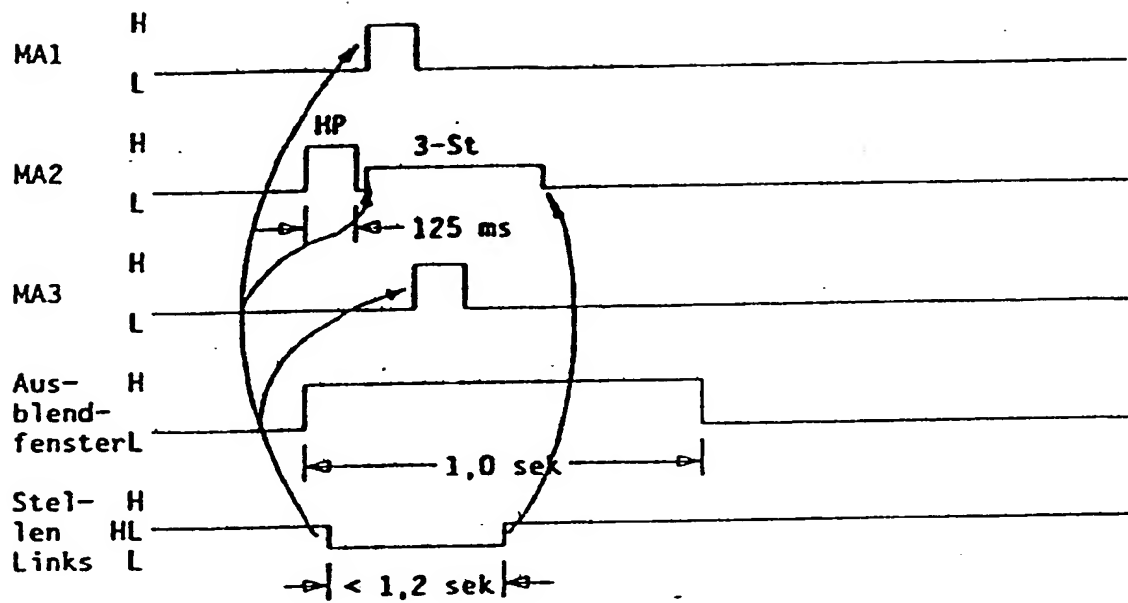 H
MA1
L
HP
H
3-St
MA2
L
125 ms
H
MA3
L
Aus- H
blend-
fenster L
1,0 sek
Stel- H
len HL
Links L
< 1,2 sek